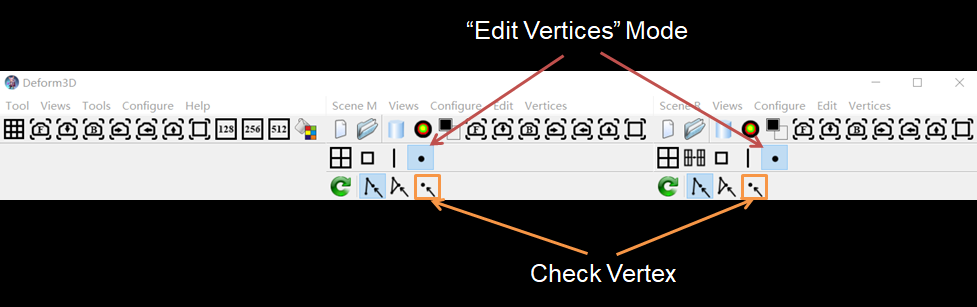 “Edit Vertices” Mode
Deform3D
Tool Views Tools Configure Help
Scene M Views Configure Edit Vertices
Scene R Views Configure Edit Vertices
F B 128 256 512
F B
F B
Check Vertex